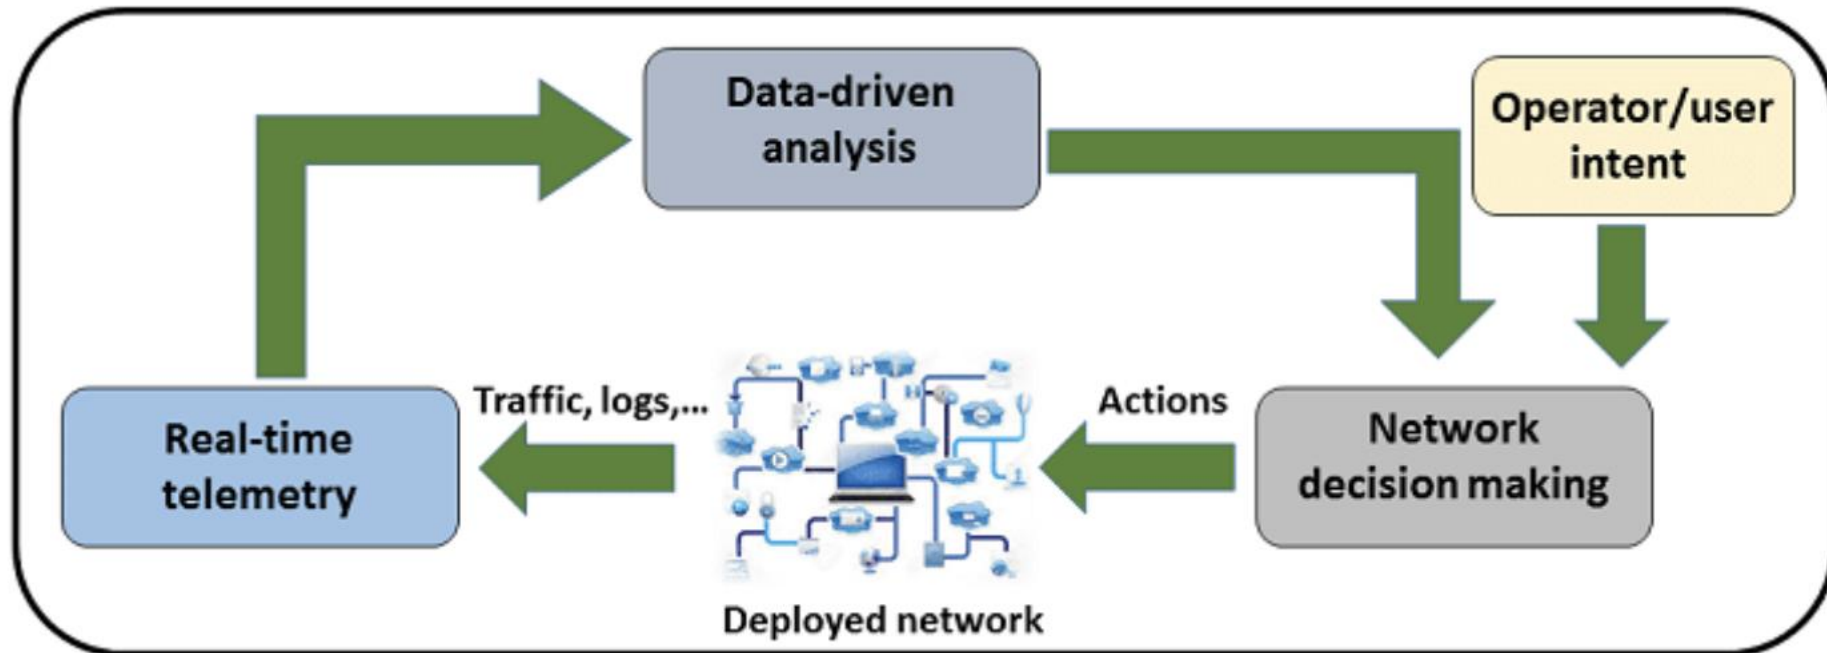 Data-driven
analysis
Operator/user
intent
Real-time
telemetry
Traffic, logs,...
Actions
Network
decision making
Deployed network